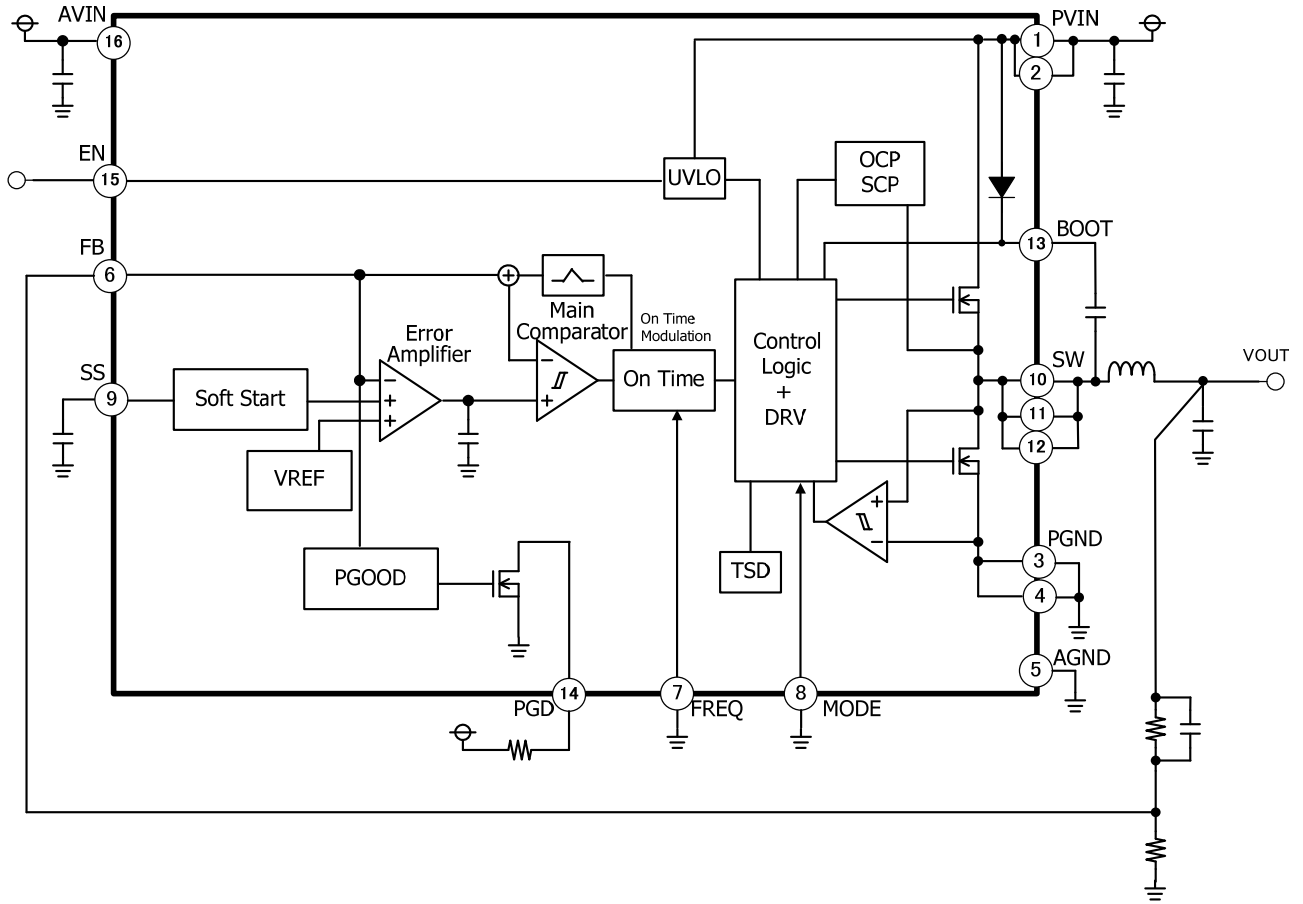 AVIN
16
PVIN
1
2
EN
15
UVLO
OCP
SCP
BOOT
13
FB
6
+
Main
Comparator
On Time
Modulation
Error
Amplifier
Control
Logic
+
DRV
SW
10
11
12
VOUT
SS
9
Soft Start
−
+
+
−
+
On Time
VREF
+
−
PGOOD
TSD
PGND
3
4
5
AGND
PGD
14
7
FREQ
8
MODE